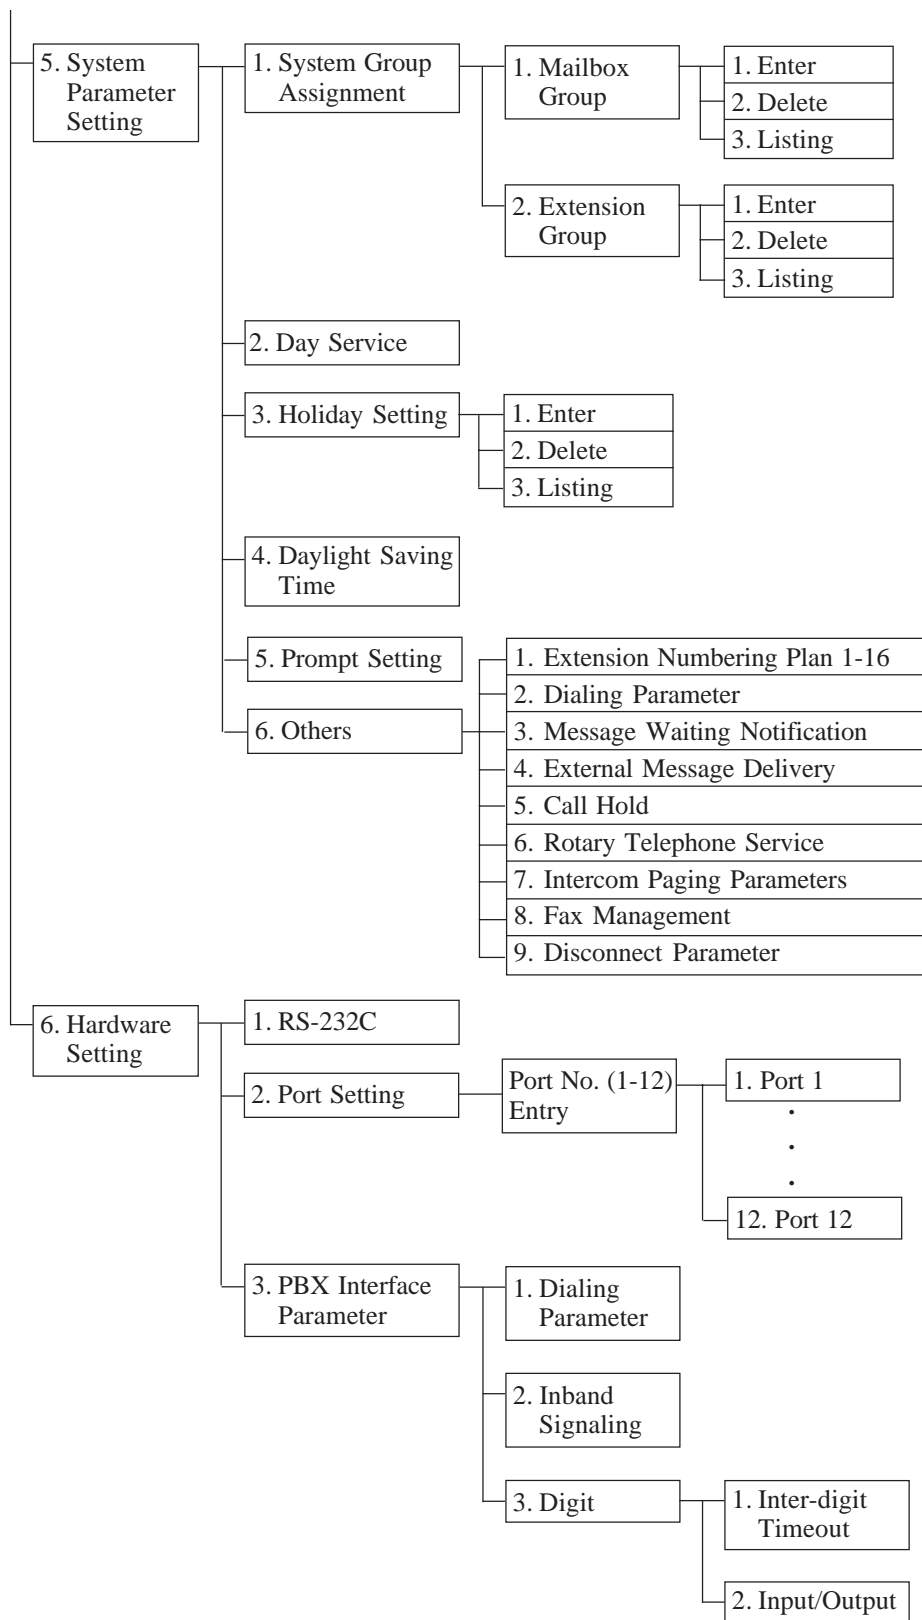 5. System
Parameter
Setting
1. System Group
Assignment
1. Mailbox
Group
1. Enter
2. Delete
3. Listing
2. Extension
Group
1. Enter
2. Delete
3. Listing
2. Day Service
3. Holiday Setting
1. Enter
2. Delete
3. Listing
4. Daylight Saving
Time
5. Prompt Setting
6. Others
1. Extension Numbering Plan 1-16
2. Dialing Parameter
3. Message Waiting Notification
4. External Message Delivery
5. Call Hold
6. Rotary Telephone Service
7. Intercom Paging Parameters
8. Fax Management
9. Disconnect Parameter
6. Hardware
Setting
1. RS-232C
2. Port Setting
Port No. (1-12)
Entry
1. Port 1
.
.
.
12. Port 12
3. PBX Interface
Parameter
1. Dialing
Parameter
2. Inband
Signaling
3. Digit
1. Inter-digit
Timeout
2. Input/Output